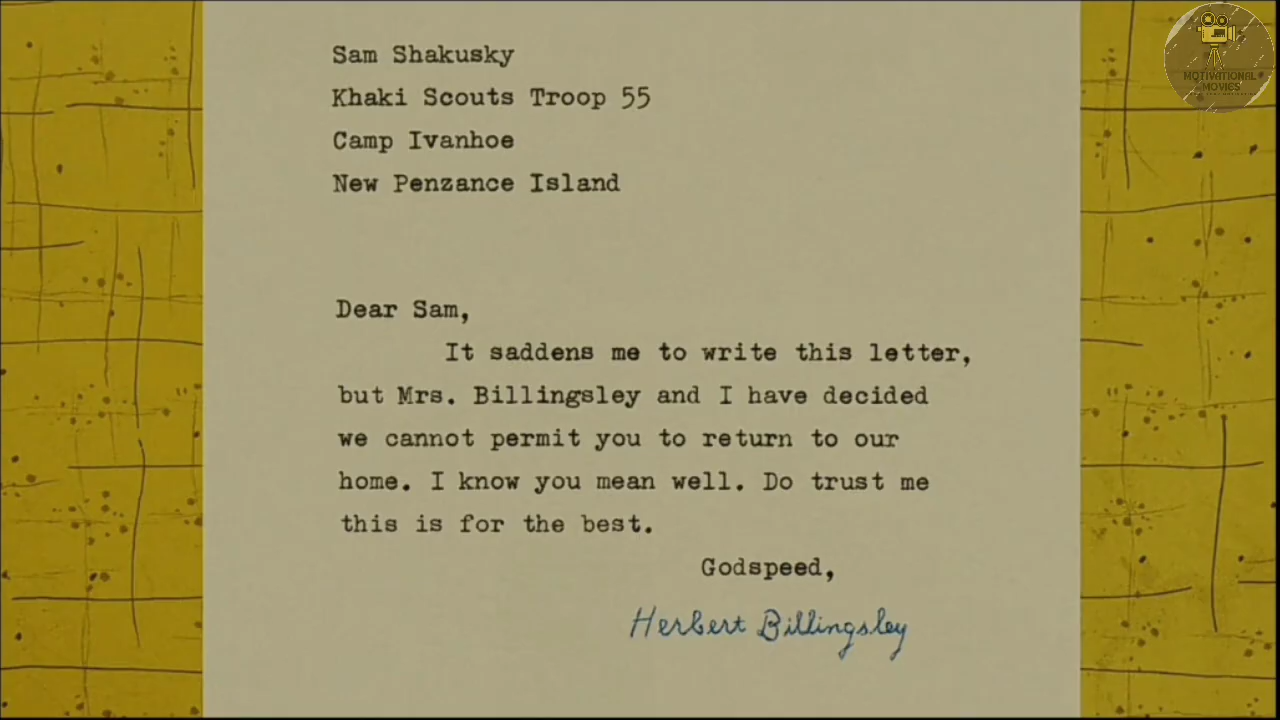 MOTIVATIONAL
MOVIES
Sam Shakusky
Khaki Scouts Troop 55
Camp Ivanhoe
New Penzance Island
Dear Sam,
It saddens me to write this letter,
but Mrs. Billingsley and I have decided
we cannot permit you to return to our
home. I know you mean well. Do trust me
this is for the best.
Godspeed,
Herbert Billingsley